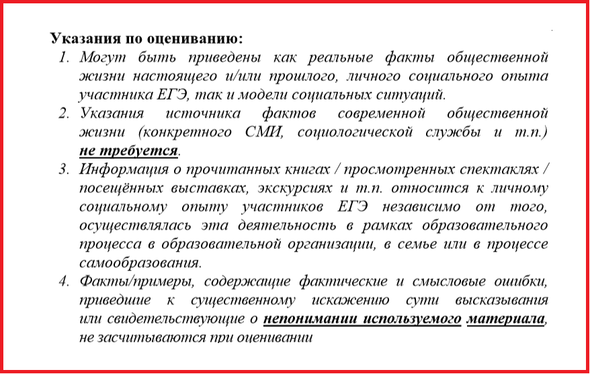 Указания по оцениванию:
1. Могут быть приведены как реальные факты общественной
жизни настоящего и/или прошлого, личного социального опыта
участника ЕГЭ, так и модели социальных ситуаций.
2. Указания источника фактов современной общественной
жизни (конкретного СМИ, социологической службы и т.п.)
не требуется.
3. Информация о прочитанных книгах / просмотренных спектаклях /
посещённых выставках, экскурсиях и т.п. относится к личному
социальному опыту участников ЕГЭ независимо от того,
осуществлялась эта деятельность в рамках образовательного
процесса в образовательной организации, в семье или в процессе
самообразования.
4. Факты/примеры, содержащие фактические и смысловые ошибки,
приведшие к существенному искажению сути высказывания
или свидетельствующие о непонимании используемого материала,
не засчитываются при оценивании